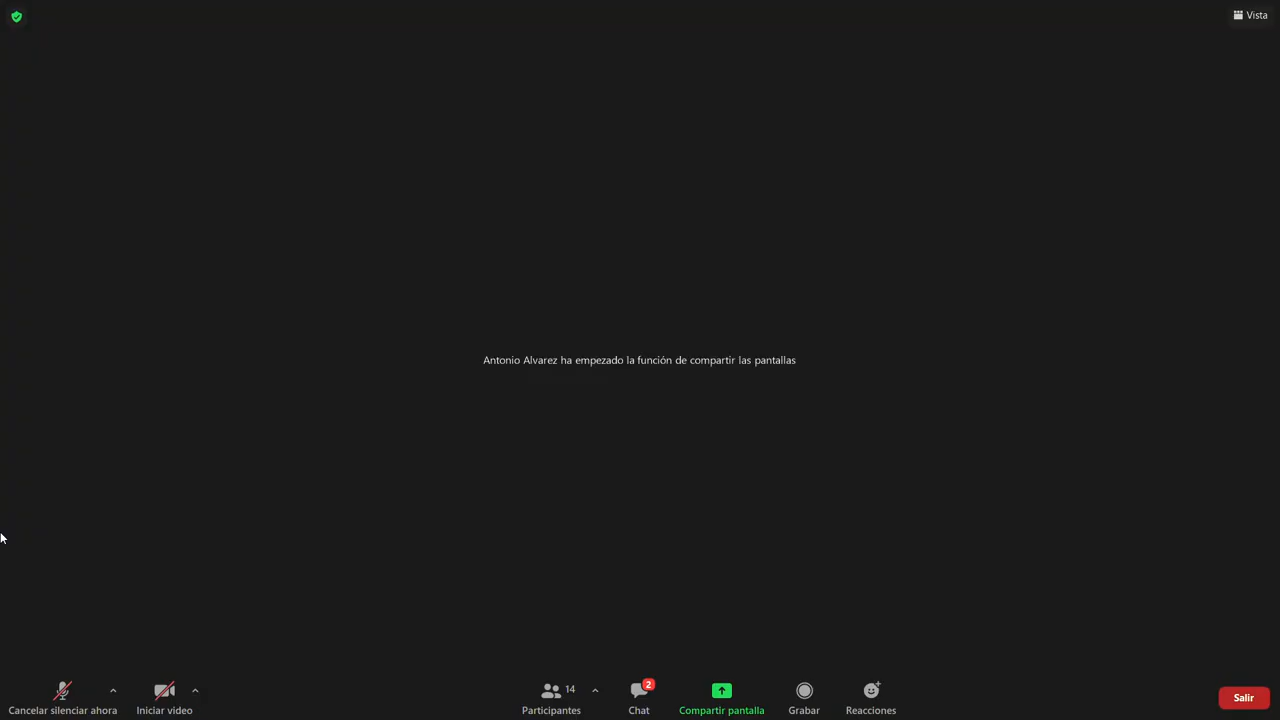 Vista
Antonio Alvarez ha empezado la función de compartir las pantallas
14
2
Cancelar silenciar ahora
Iniciar video
Participantes
Chat
Compartir pantalla
Grabar
Reacciones
Salir